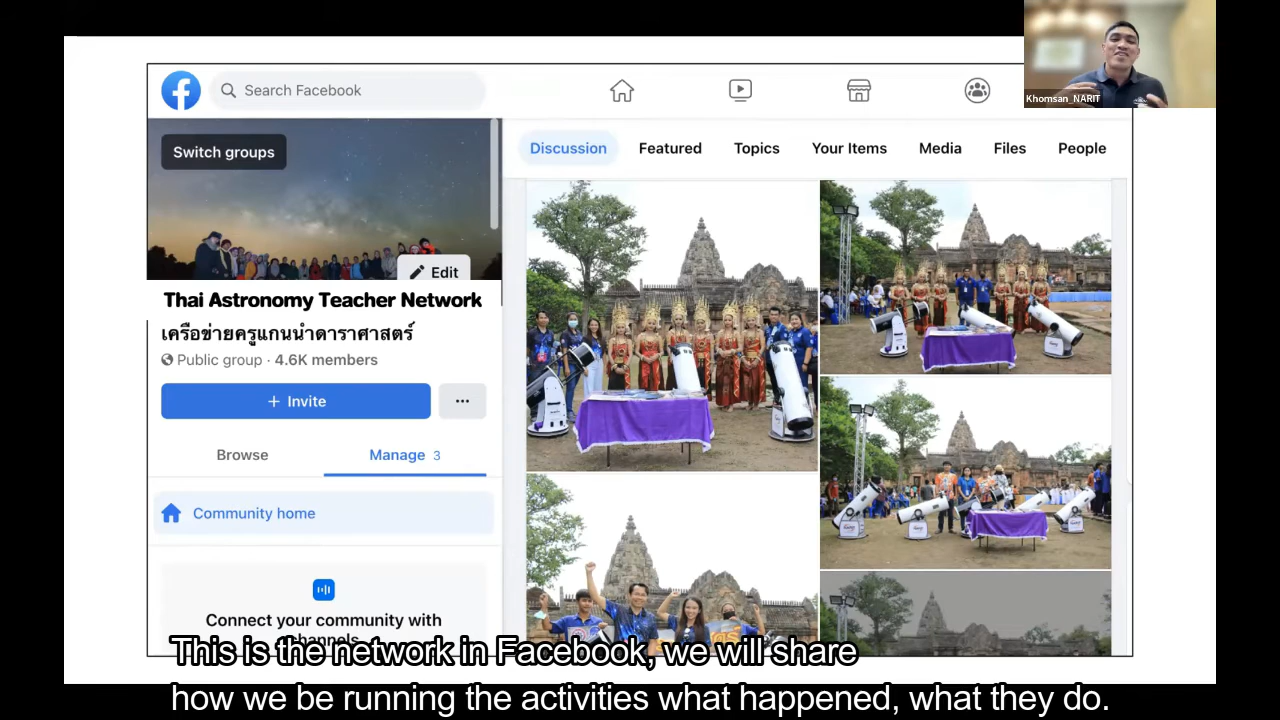 Khomsan_NARIT
Search Facebook
Switch groups
Edit
Thai Astronomy Teacher Network
เครือข่ายครูแกนนำดาราศาสตร์
Public group · 4.6K members
+ Invite
...
Browse
Manage 3
Community home
Connect your community with
channels
Discussion
Featured
Topics
Your Items
Media
Files
People
This is the network in Facebook, we will share
how we be running the activities what happened, what they do.